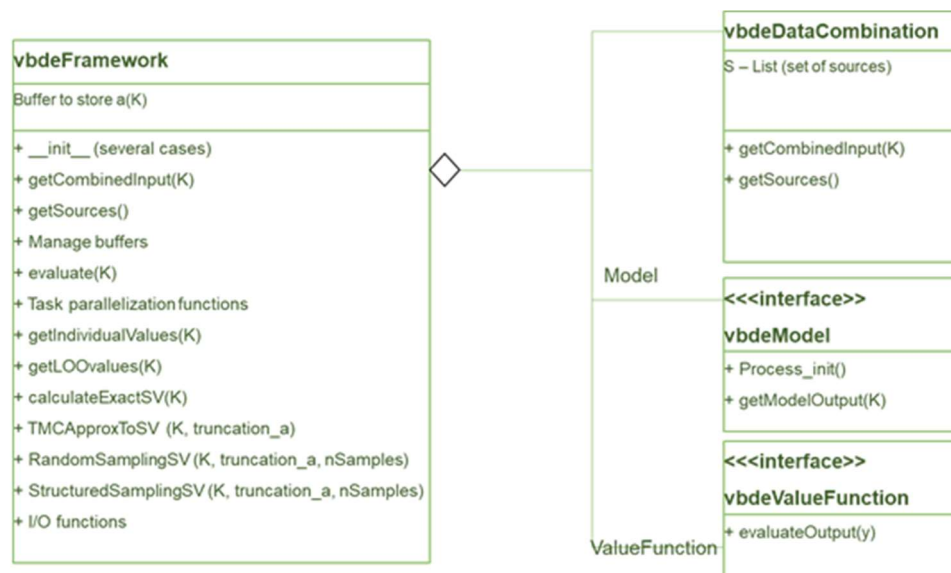 vbdeFramework
Buffer to store a(K)
+ __init__ (several cases)
+ getCombinedInput(K)
+ getSources()
+ Manage buffers
+ evaluate(K)
+ Task parallelization functions
+ getIndividualValues(K)
+ getLOOvalues(K)
+ calculateExactSV(K)
+ TMCApproxToSV (K, truncation_a)
+ RandomSamplingSV (K, truncation_a, nSamples)
+ StructuredSamplingSV (K, truncation_a, nSamples)
+ I/O functions
Model
ValueFunction
vbdeDataCombination
S – List (set of sources)
+ getCombinedInput(K)
+ getSources()
<<<interface>>
vbdeModel
+ Process_init()
+ getModelOutput(K)
<<<interface>>
vbdeValueFunction
+ evaluateOutput(y)